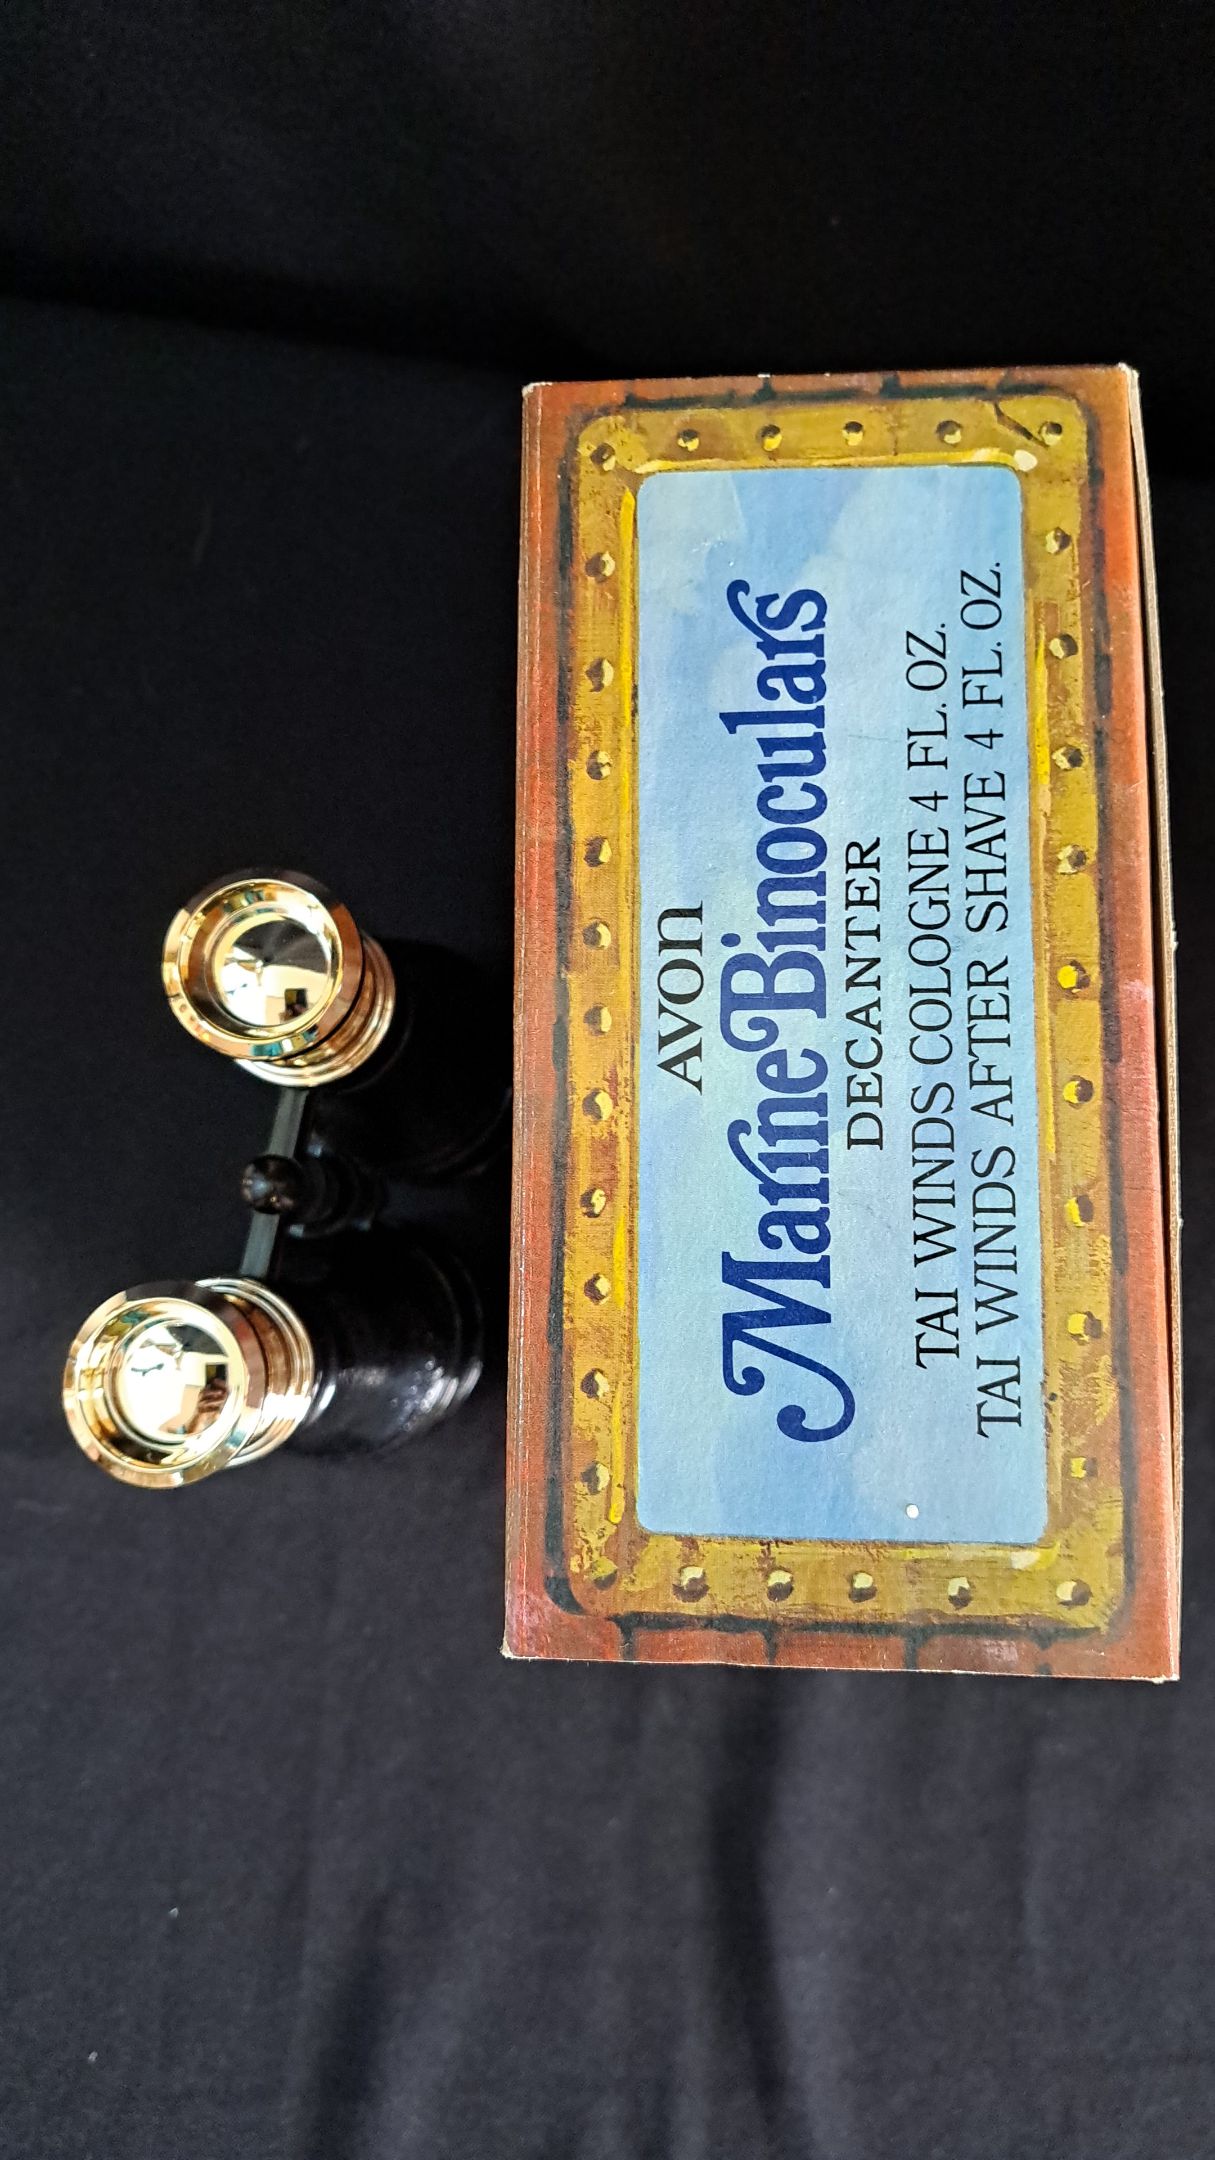 AVON
Marine Binoculars
DECANTER
TAI WINDS COLOGNE 4 FL. OZ.
TAI WINDS AFTER SHAVE 4 FL. OZ.